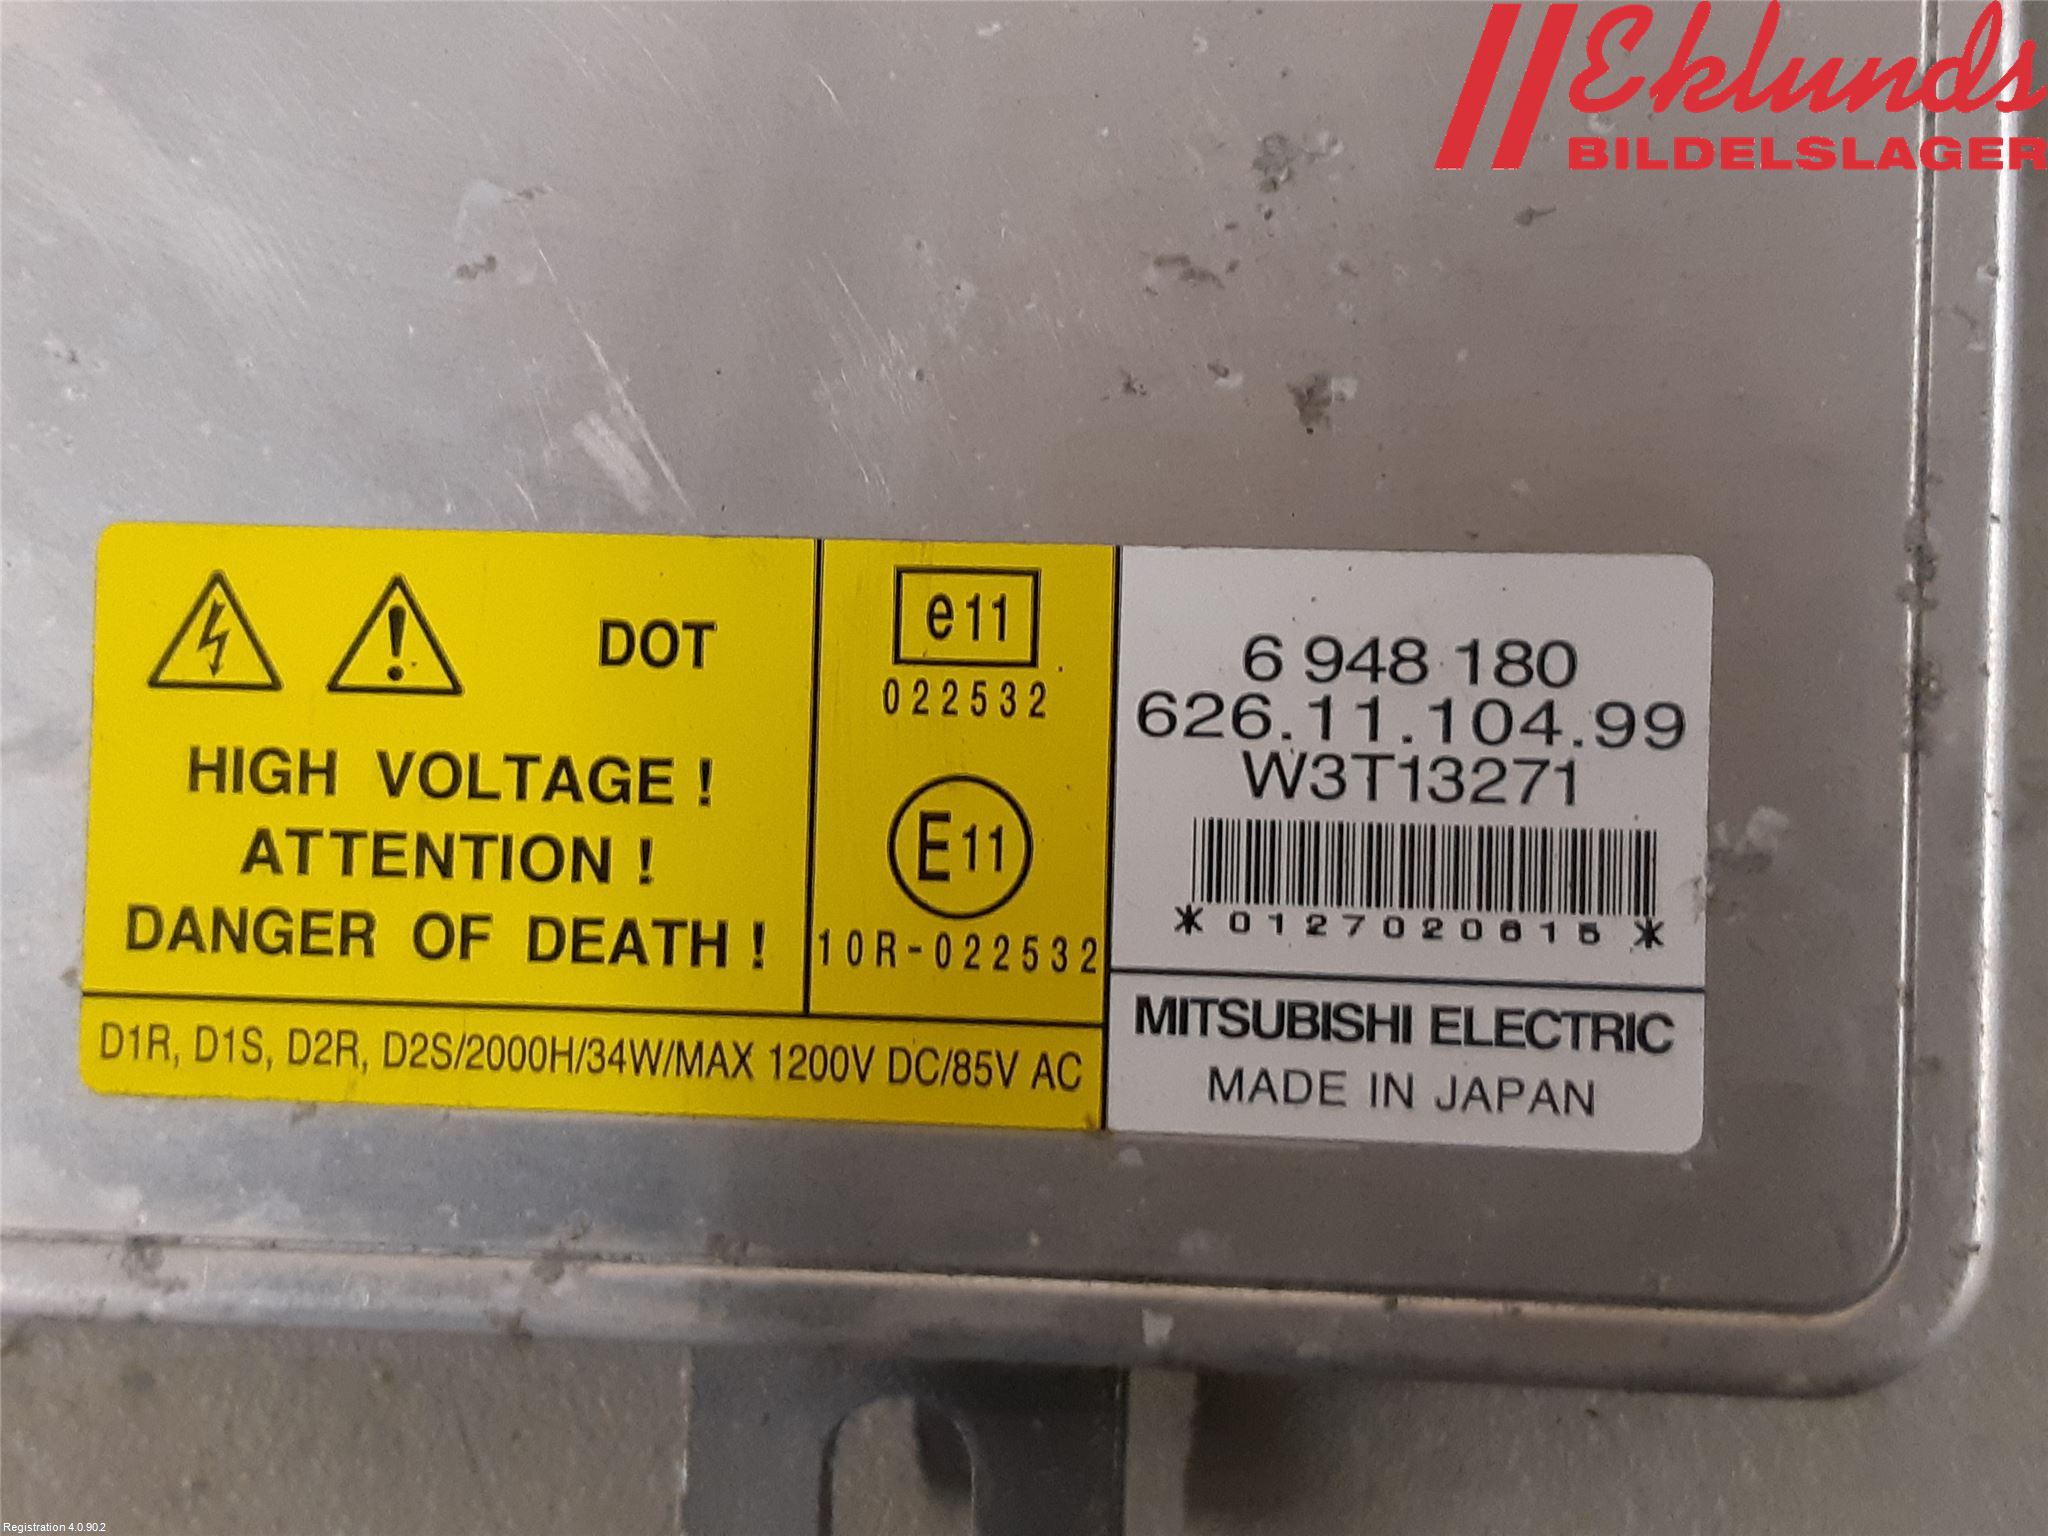 Eklunds
BILDELSLAGER
DOT
HIGH VOLTAGE !
ATTENTION !
DANGER OF DEATH !
D1R, D1S, D2R, D2S/2000H/34W/MAX 1200V DC/85V AC
e11
022532
E11
10R-022532
6 948 180
626.11.104.99
W3T13271
*0127020615*
MITSUBISHI ELECTRIC
MADE IN JAPAN
Registration 4.0.902